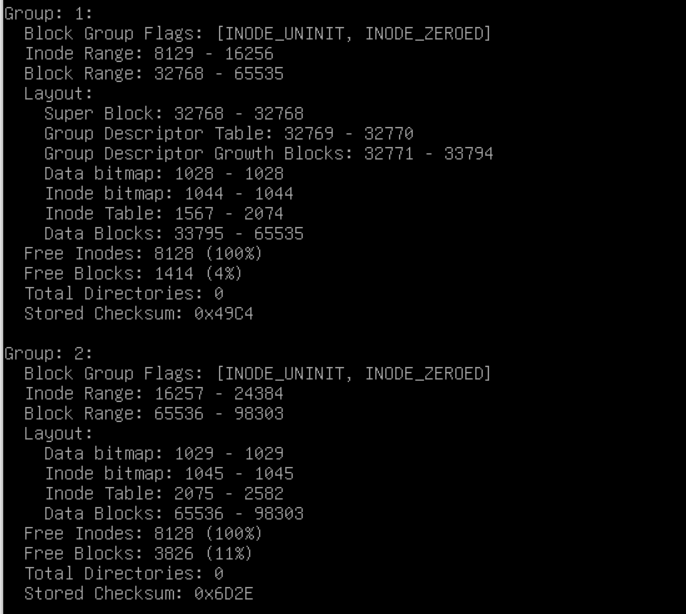 Group: 1:
Block Group Flags: [INODE_UNINIT, INODE_ZEROED]
Inode Range: 8129 - 16256
Block Range: 32768 - 65535
Layout:
Super Block: 32768 - 32768
Group Descriptor Table: 32769 - 32770
Group Descriptor Growth Blocks: 32771 - 33794
Data bitmap: 1028 - 1028
Inode bitmap: 1044 - 1044
Inode Table: 1567 - 2074
Data Blocks: 33795 - 65535
Free Inodes: 8128 (100%)
Free Blocks: 1414 (4%)
Total Directories: 0
Stored Checksum: 0x49C4
Group: 2:
Block Group Flags: [INODE_UNINIT, INODE_ZEROED]
Inode Range: 16257 - 24384
Block Range: 65536 - 98303
Layout:
Data bitmap: 1029 - 1029
Inode bitmap: 1045 - 1045
Inode Table: 2075 - 2582
Data Blocks: 65536 - 98303
Free Inodes: 8128 (100%)
Free Blocks: 3826 (11%)
Total Directories: 0
Stored Checksum: 0x6D2E